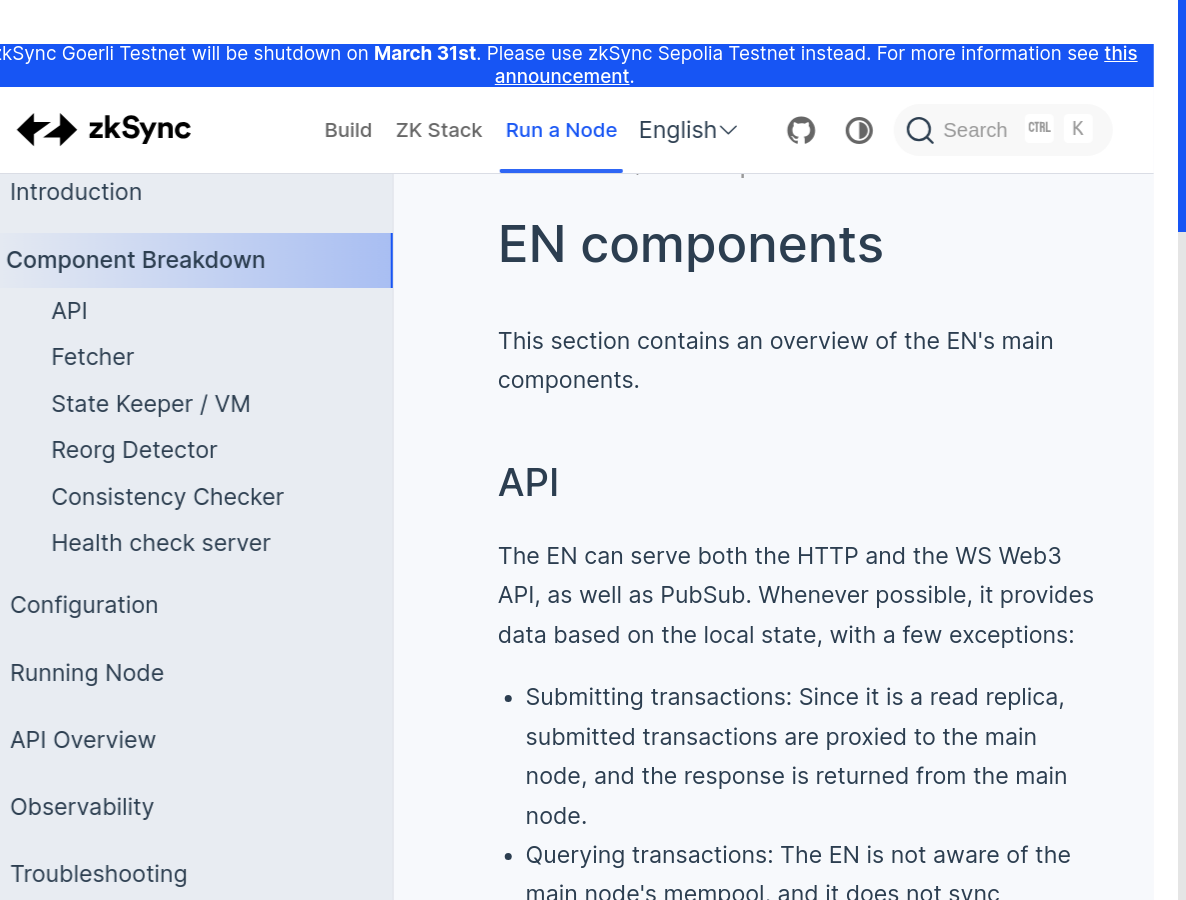 zkSync Goerli Testnet will be shutdown on March 31st. Please use zkSync Sepolia Testnet instead. For more information see this
announcement.
zkSync
Build
ZK Stack
Run a Node
English
Search
CTRL
K
Introduction
Component Breakdown
API
Fetcher
State Keeper / VM
Reorg Detector
Consistency Checker
Health check server
Configuration
Running Node
API Overview
Observability
Troubleshooting
EN components
This section contains an overview of the EN's main
components.
API
The EN can serve both the HTTP and the WS Web3
API, as well as PubSub. Whenever possible, it provides
data based on the local state, with a few exceptions:
• Submitting transactions: Since it is a read replica,
submitted transactions are proxied to the main
node, and the response is returned from the main
node.
• Querying transactions: The EN is not aware of the
main node's mempool, and it does not sync